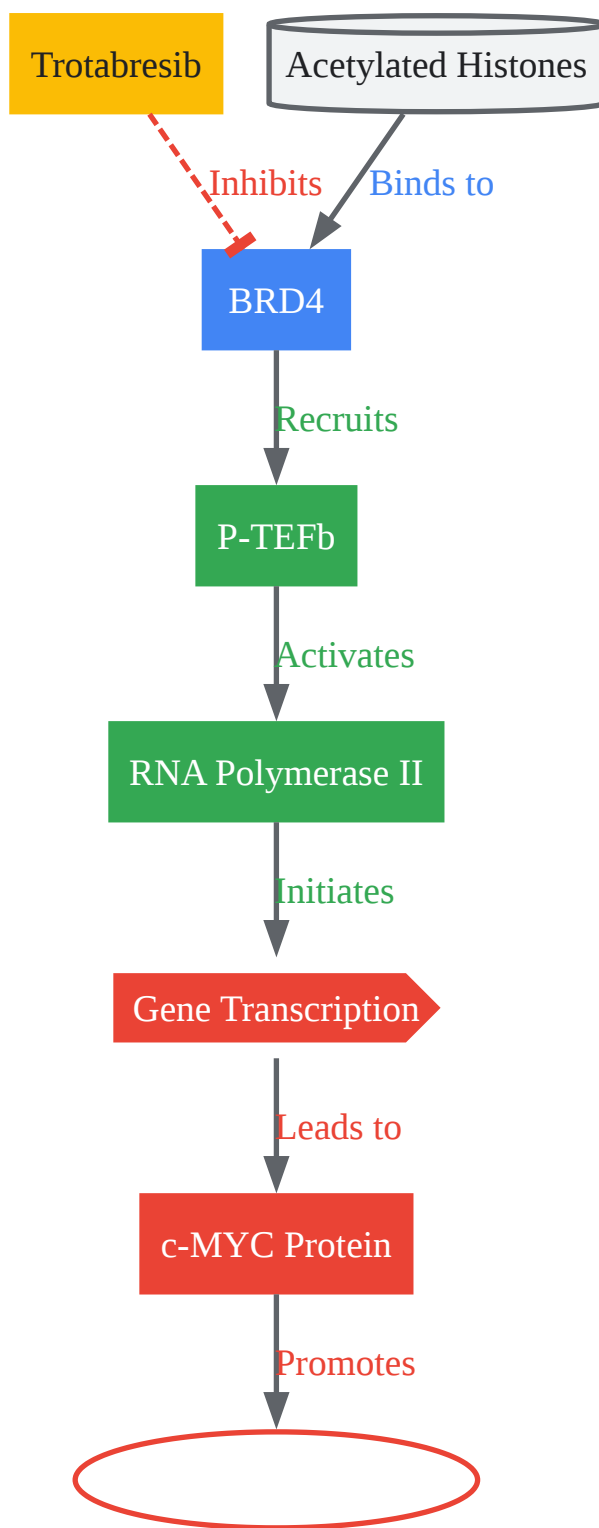 Trotabresib
Acetylated Histones
Inhibits
Binds to
BRD4
Recruits
P-TEFb
Activates
RNA Polymerase II
Initiates
Gene Transcription
Leads to
c-MYC Protein
Promotes